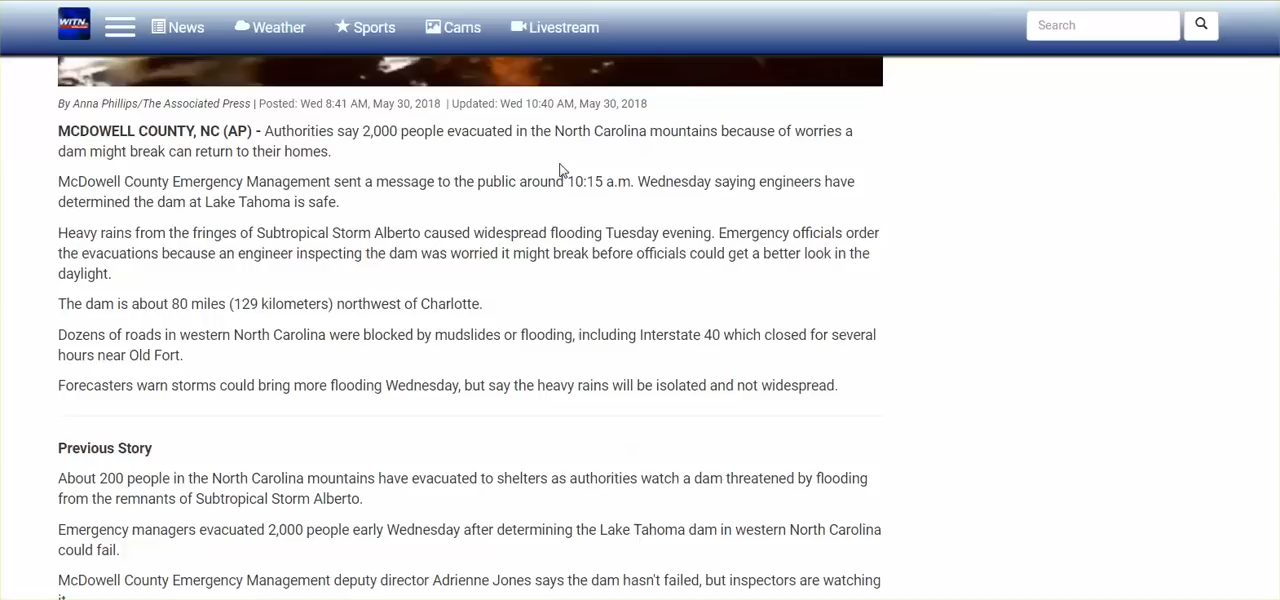 WITN
News
Weather
Sports
Cams
Livestream
Search
By Anna Phillips/The Associated Press | Posted: Wed 8:41 AM, May 30, 2018 | Updated: Wed 10:40 AM, May 30, 2018
MCDOWELL COUNTY, NC (AP) - Authorities say 2,000 people evacuated in the North Carolina mountains because of worries a
dam might break can return to their homes.
McDowell County Emergency Management sent a message to the public around 10:15 a.m. Wednesday saying engineers have
determined the dam at Lake Tahoma is safe.
Heavy rains from the fringes of Subtropical Storm Alberto caused widespread flooding Tuesday evening. Emergency officials order
the evacuations because an engineer inspecting the dam was worried it might break before officials could get a better look in the
daylight.
The dam is about 80 miles (129 kilometers) northwest of Charlotte.
Dozens of roads in western North Carolina were blocked by mudslides or flooding, including Interstate 40 which closed for several
hours near Old Fort.
Forecasters warn storms could bring more flooding Wednesday, but say the heavy rains will be isolated and not widespread.
Previous Story
About 200 people in the North Carolina mountains have evacuated to shelters as authorities watch a dam threatened by flooding
from the remnants of Subtropical Storm Alberto.
Emergency managers evacuated 2,000 people early Wednesday after determining the Lake Tahoma dam in western North Carolina
could fail.
McDowell County Emergency Management deputy director Adrienne Jones says the dam hasn't failed, but inspectors are watching